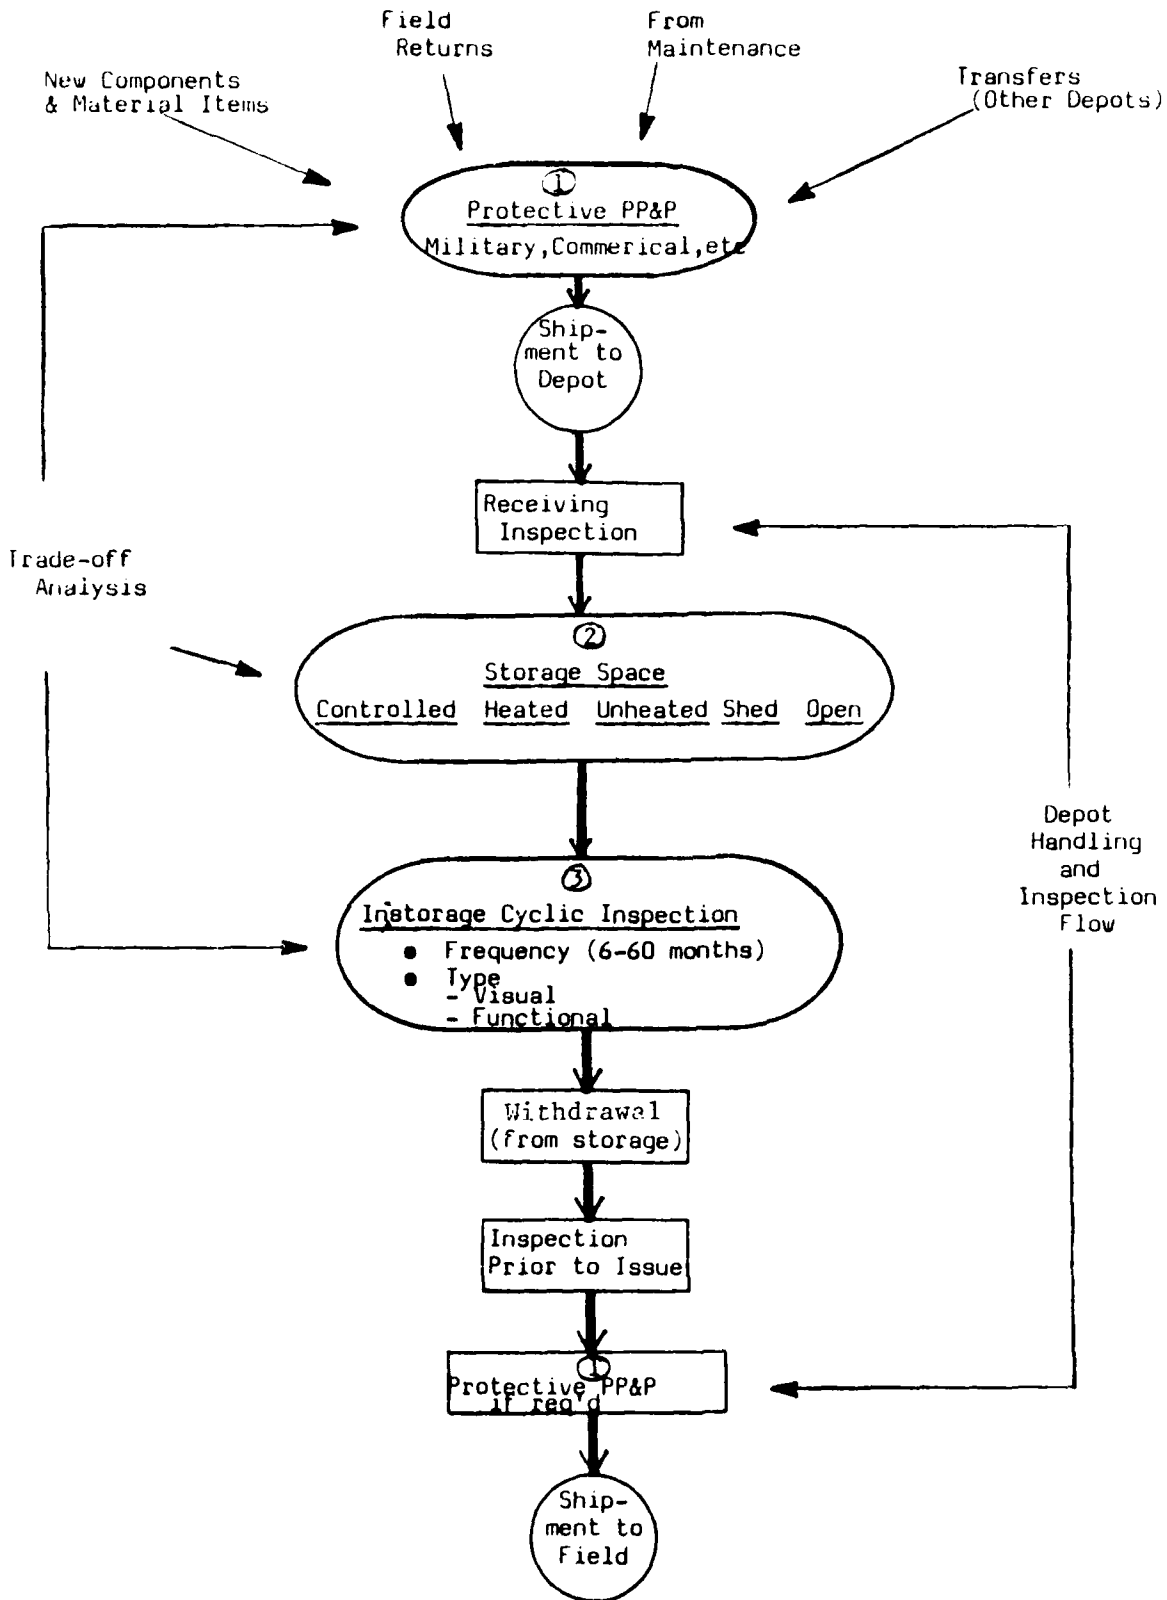 Field
Returns
From
Maintenance
New Components
& Material Items
Transfers
(Other Depots)
1
Protective PP&P
Military,Commerical,etc
Ship-
ment to
Depot
Receiving
Inspection
Trade-off
Analysis
2
Storage Space
Controlled Heated Unheated Shed Open
Depot
Handling
and
Inspection
Flow
3
Instorage Cyclic Inspection
• Frequency (6-60 months)
• Type
- Visual
- Functional
Withdrawal
(from storage)
Inspection
Prior to Issue
1
Protective PP&P
if req'd
Ship-
ment to
Field